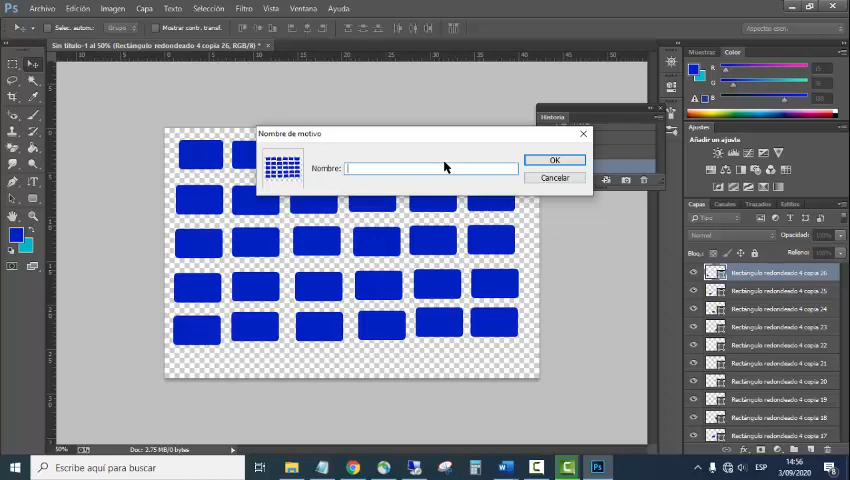 Ps Archivo Edición Imagen Capa Texto Selección Filtro Vista Ventana Ayuda
Selec. autom.: Grupo Mostrar contr. transf.
Aspectos esen...
Sin título-1 al 50% (Rectángulo redondeado 4 copia 26, RGB/8) * ×
Muestras Color
Historia
Nombre de motivo
Nombre:
OK
Cancelar
Ajustes
Añadir un ajuste
Capas Canales Trazados Estilos
Tipo
Normal Opacidad: 100%
Bloq.: Relleno: 100%
Rectángulo redondeado 4 copia 26
Rectángulo redondeado 4 copia 25
Rectángulo redondeado 4 copia 24
Rectángulo redondeado 4 copia 23
Rectángulo redondeado 4 copia 22
Rectángulo redondeado 4 copia 21
Rectángulo redondeado 4 copia 20
Rectángulo redondeado 4 copia 19
Rectángulo redondeado 4 copia 18
Rectángulo redondeado 4 copia 17
50% Doc: 2.75 MB/0 bytes
Escribe aquí para buscar
ESP
14:56
3/09/2020